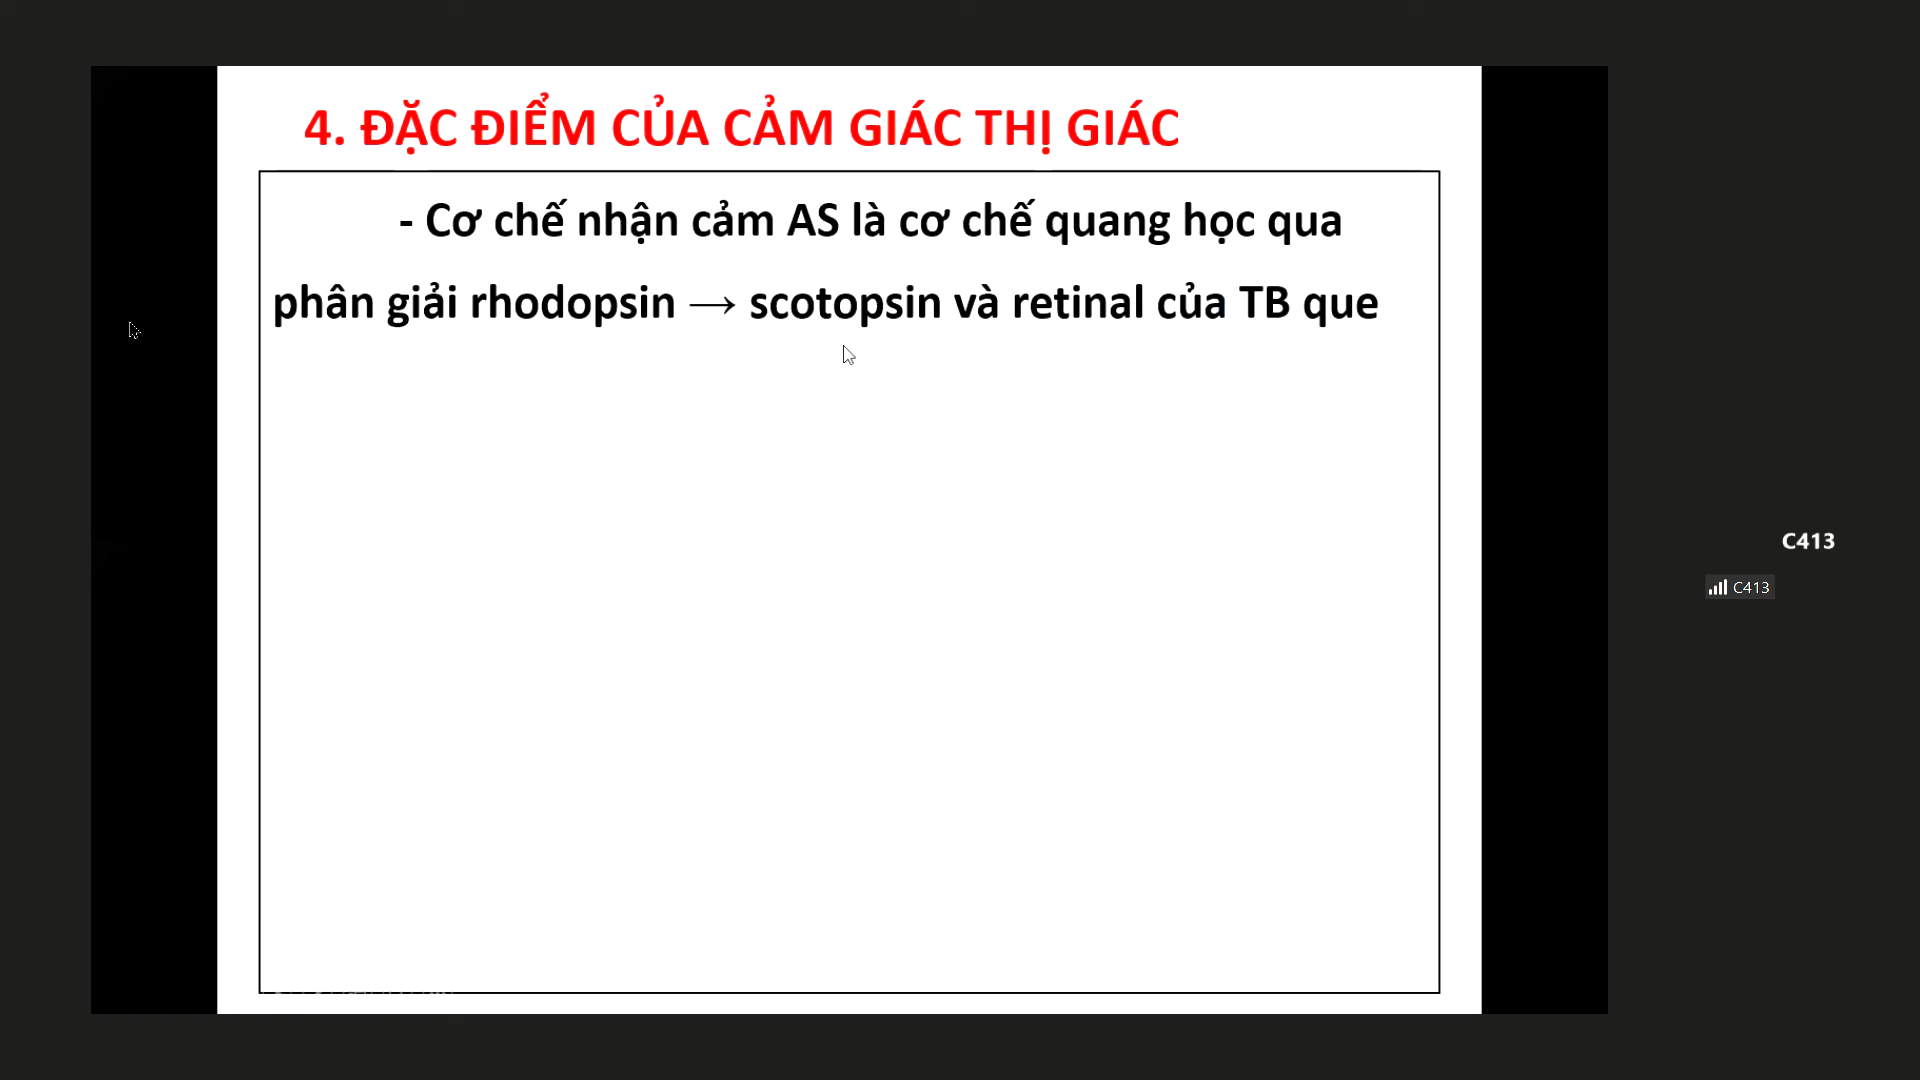 4. ĐẶC ĐIỂM CỦA CẢM GIÁC THỊ GIÁC
- Cơ chế nhận cảm AS là cơ chế quang học qua
phân giải rhodopsin → scotopsin và retinal của TB que
C413
C413